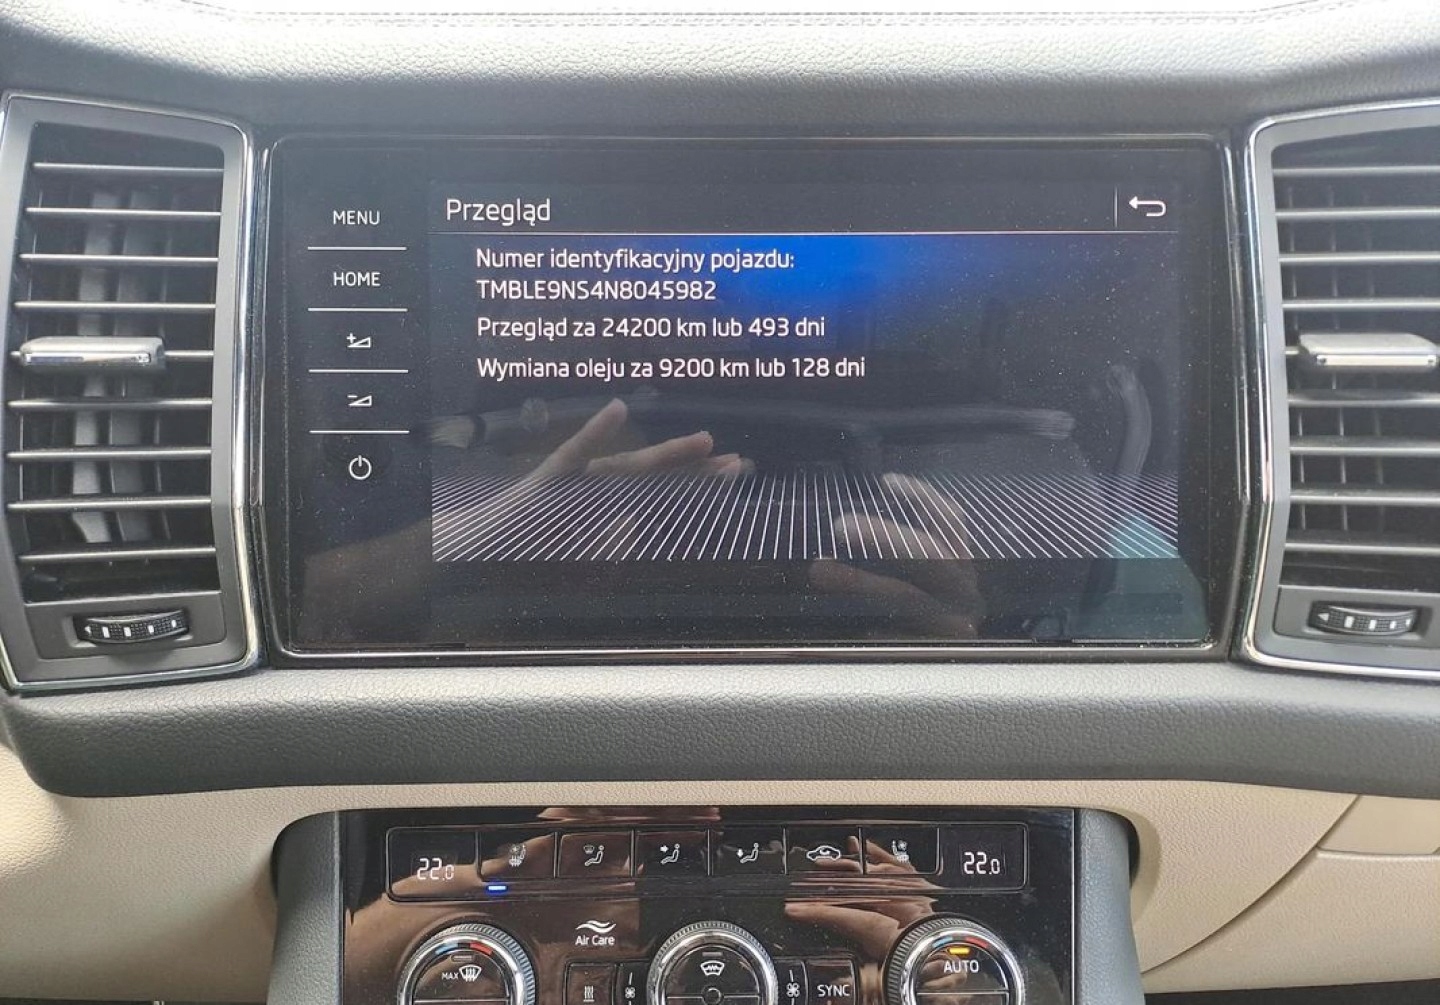 MENU
HOME
Przegląd
Numer identyfikacyjny pojazdu:
TMBLE9NS4N8045982
Przegląd za 24200 km lub 493 dni
Wymiana oleju za 9200 km lub 128 dni
22.0
22.0
Air Care
MAX
AUTO
SYNC